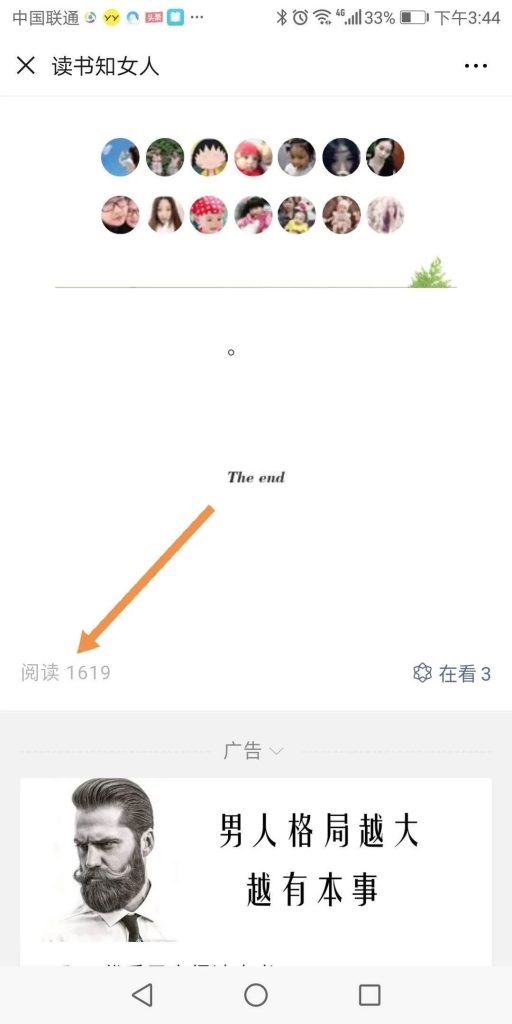 中国联通 YY 头条 ··· 4G 33% 下午3:44
读书知女人
。
The end
阅读 1619
在看 3
广告
男人格局越大
越有本事